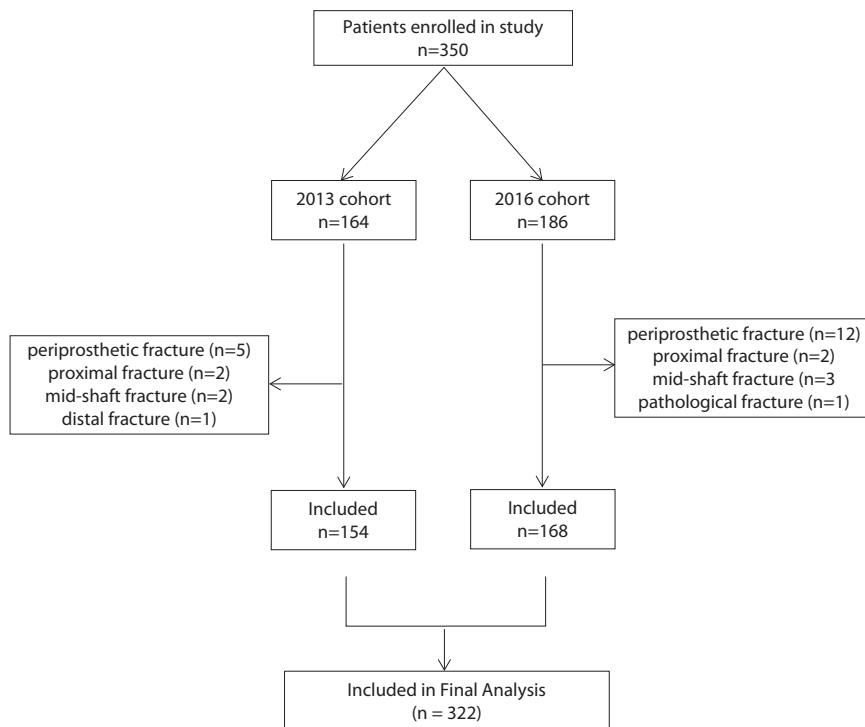 Patients enrolled in study
n=350
2013 cohort
n=164
2016 cohort
n=186
periprosthetic fracture (n=5)
proximal fracture (n=2)
mid-shaft fracture (n=2)
distal fracture (n=1)
periprosthetic fracture (n=12)
proximal fracture (n=2)
mid-shaft fracture (n=3
pathological fracture (n=1)
Included
n=154
Included
n=168
Included in Final Analysis
(n = 322)